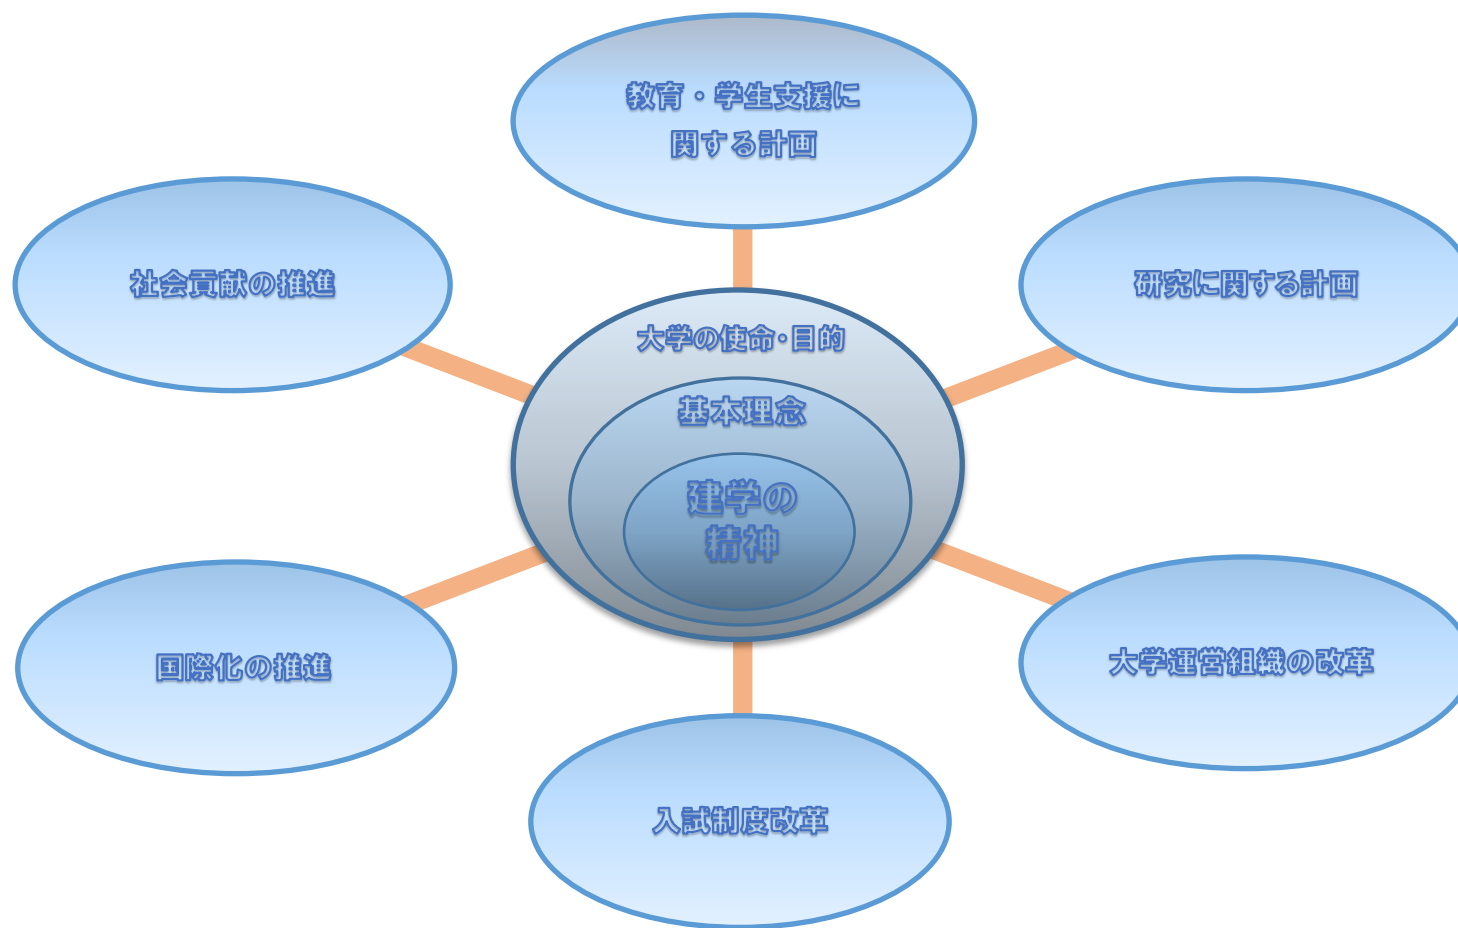 教育・学生支援に
関する計画
社会貢献の推進
研究に関する計画
大学の使命・目的
基本理念
建学の
精神
国際化の推進
大学運営組織の改革
入試制度改革